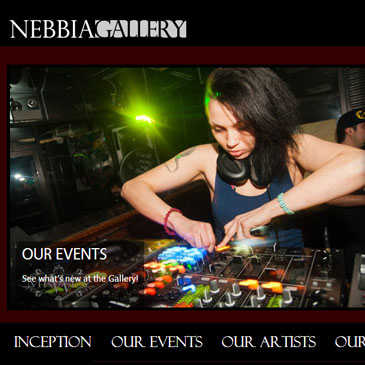 NEBBIA GALLERY
OUR EVENTS
See what's new at the Gallery!
INCEPTION OUR EVENTS OUR ARTISTS OUR